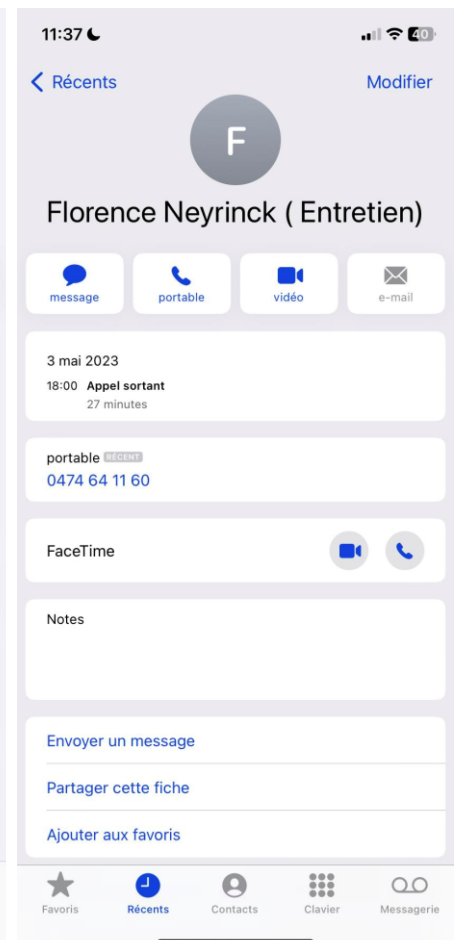 11:37
40
Récents
Modifier
F
Florence Neyrinck ( Entretien)
message
portable
vidéo
e-mail
3 mai 2023
18:00 Appel sortant
27 minutes
portable RÉCENT
0474 64 11 60
FaceTime
Notes
Envoyer un message
Partager cette fiche
Ajouter aux favoris
Favoris
Récents
Contacts
Clavier
Messagerie